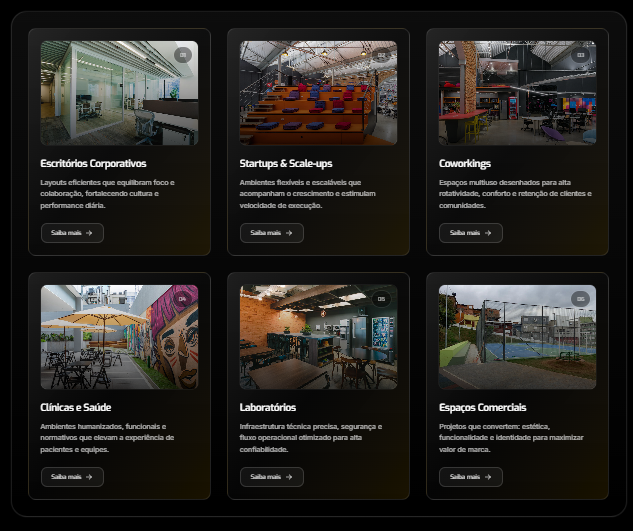 01
Escritórios Corporativos
Layouts eficientes que equilibram foco e
colaboração, fortalecendo cultura e
performance diária.
Saiba mais →
02
Startups & Scale-ups
Ambientes flexíveis e escaláveis que
acompanham o crescimento e estimulam
velocidade de execução.
Saiba mais →
03
Coworkings
Espaços multiuso desenhados para alta
rotatividade, conforto e retenção de clientes e
comunidades.
Saiba mais →
04
Clínicas e Saúde
Ambientes humanizados, funcionais e
normativos que elevam a experiência de
pacientes e equipes.
Saiba mais →
05
Laboratórios
Infraestrutura técnica precisa, segurança e
fluxo operacional otimizado para alta
confiabilidade.
Saiba mais →
06
Espaços Comerciais
Projetos que convertem: estética,
funcionalidade e identidade para maximizar
valor de marca.
Saiba mais →